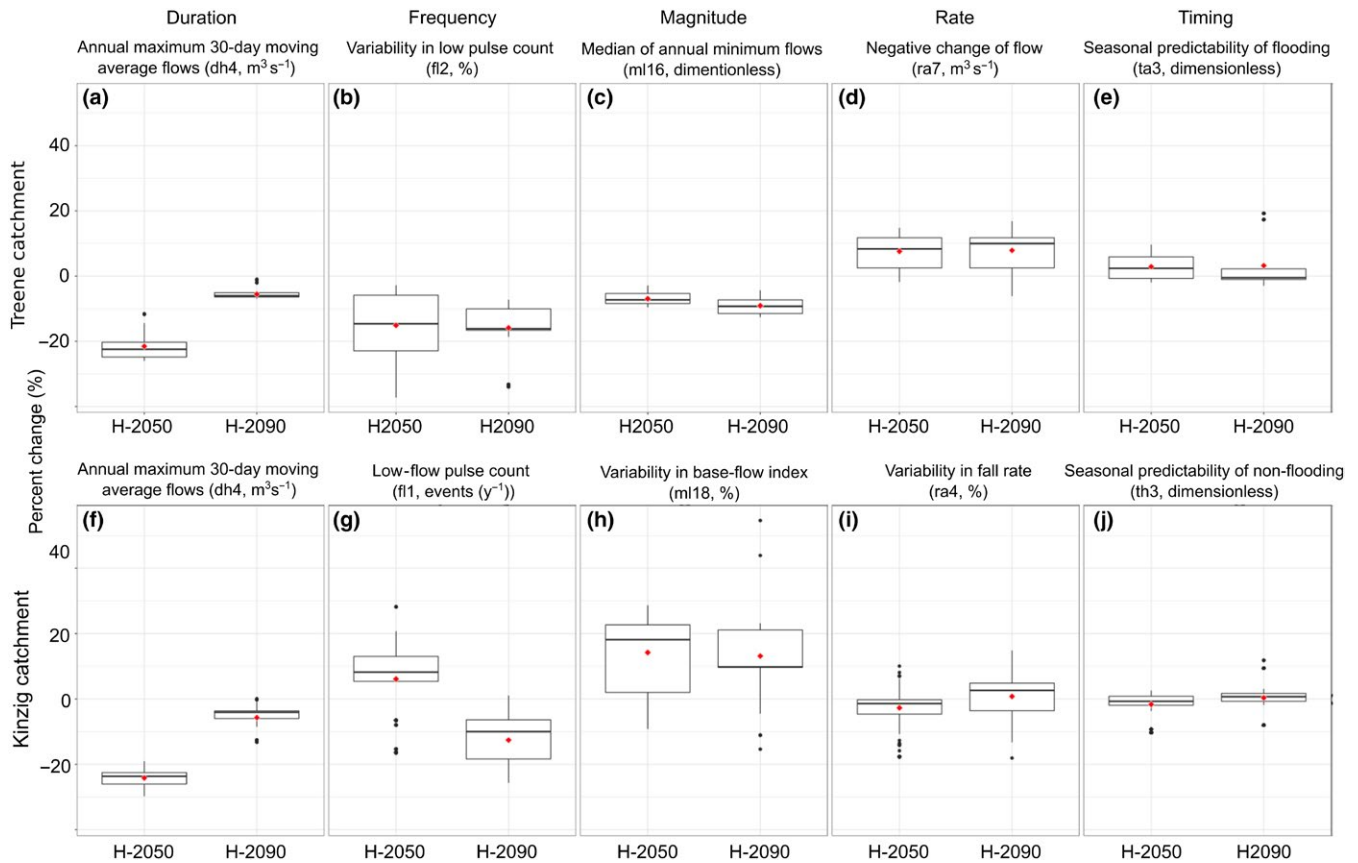 Duration
Frequency
Magnitude
Rate
Timing
Annual maximum 30-day moving
average flows (dh4, m³ s⁻¹)
Variability in low pulse count
(fl2, %)
Median of annual minimum flows
(ml16, dimentionless)
Negative change of flow
(ra7, m³ s⁻¹)
Seasonal predictability of flooding
(ta3, dimensionless)
(a)
(b)
(c)
(d)
(e)
Treene catchment
40
20
0
−20
H-2050
H-2090
H2050
H2090
H2050
H2090
H-2050
H-2090
H-2050
H-2090
Percent change (%)
Annual maximum 30-day moving
average flows (dh4, m³s⁻¹)
Low-flow pulse count
(fl1, events (y⁻¹))
Variability in base-flow index
(ml18, %)
Variability in fall rate
(ra4, %)
Seasonal predictability of non-flooding
(th3, dimensionless)
(f)
(g)
(h)
(i)
(j)
Kinzig catchment
40
20
0
−20
H-2050
H-2090
H-2050
H-2090
H-2050
H-2090
H-2050
H-2090
H-2050
H2090